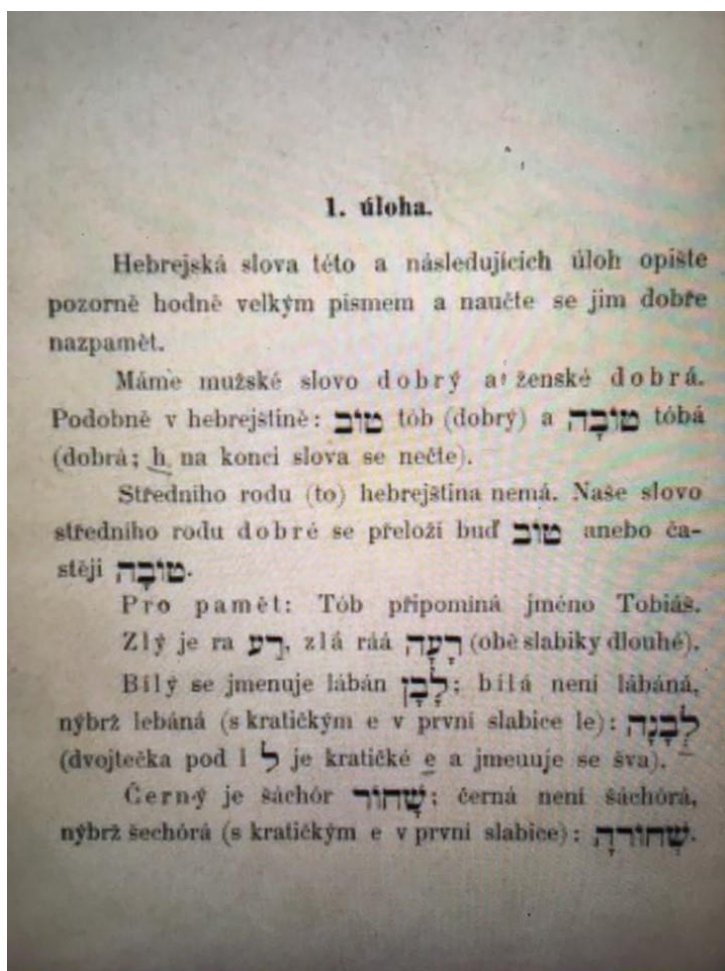 1. úloha.
Hebrejská slova této a následujících úloh opište
pozorně hodně velkým písmem a naučte se jim dobře
nazpamět.
Máme mužské slovo dobrý a ženské dobrá.
Podobně v hebrejštině: טוֹב tób (dobrý) a טוֹבָה tóbá
(dobrá; h na konci slova se nečte).
Středního rodu (to) hebrejština nemá. Naše slovo
středního rodu dobré se přeloží buď טוֹב anebo ča-
stěji טוֹבָה.
Pro pamět: Tób připomíná jméno Tobiáš.
Zlý je ra רַע, zlá ráá רָעָה (obě slabiky dlouhé).
Bílý se jmenuje lábán לָבָן; bílá není lábáná,
nýbrž lebáná (s kratičkým e v první slabice le): לְבָנָה
(dvojtečka pod l לְ je kratičké e a jmenuje se šva).
Černý je šáchór שָׁחוֹר; černá není šáchórá,
nýbrž šechórá (s kratičkým e v první slabice): שְׁחוֹרָה.